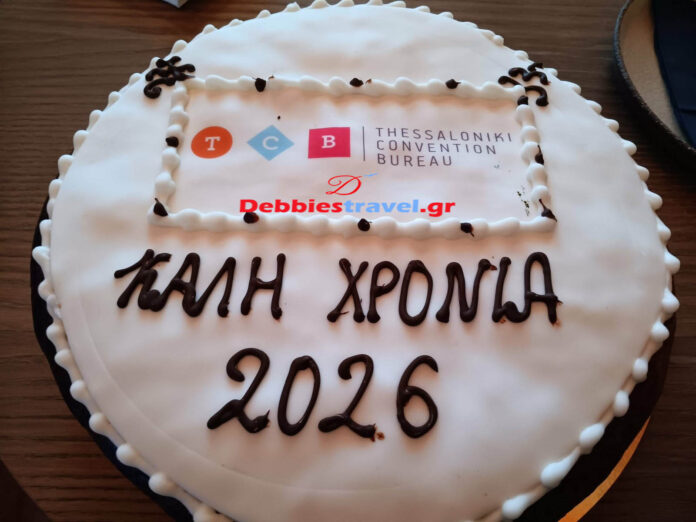 T C B THESSALONIKI
CONVENTION
BUREAU
D
Debbiestravel.gr
ΚΑΛΗ ΧΡΟΝΙΑ
2026